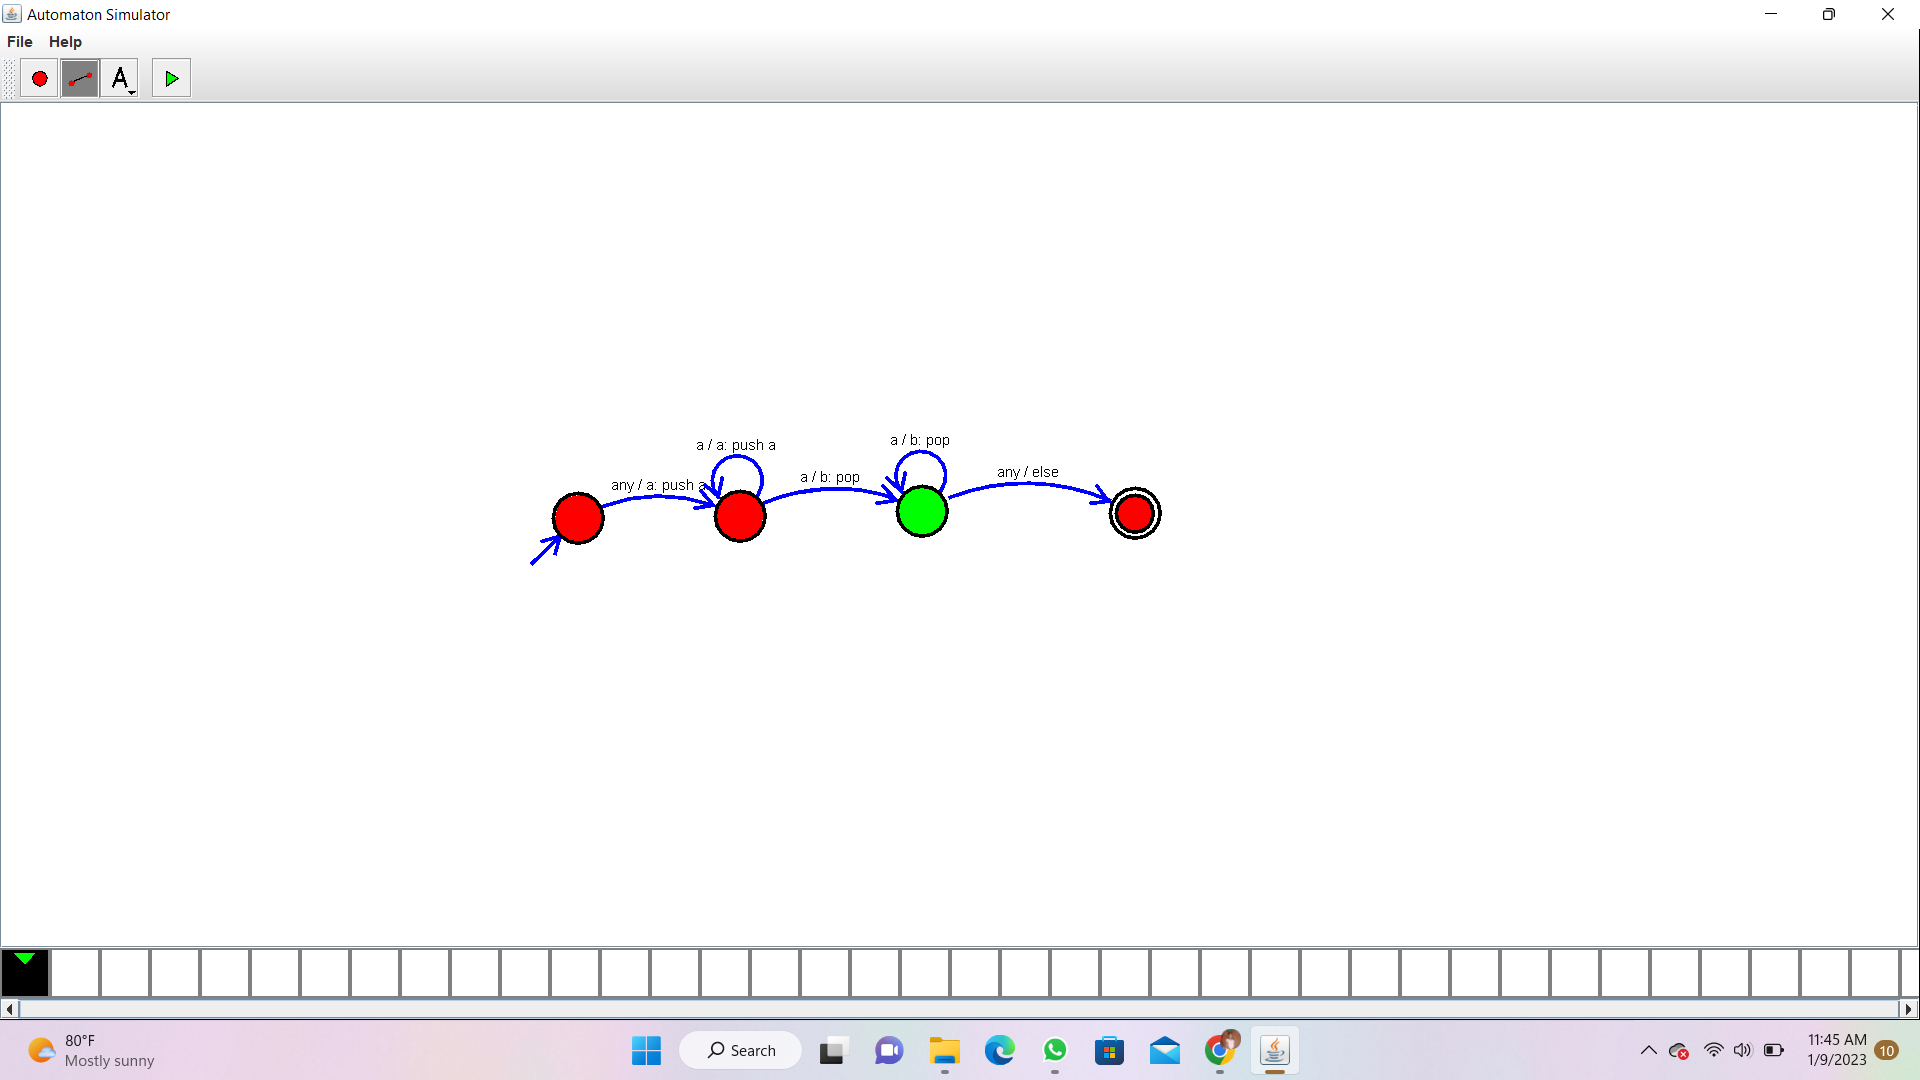 Automaton Simulator
File Help
A
a / a: push a
a / b: pop
any / a: push a
a / b: pop
any / else
80°F
Mostly sunny
Search
11:45 AM
1/9/2023
10